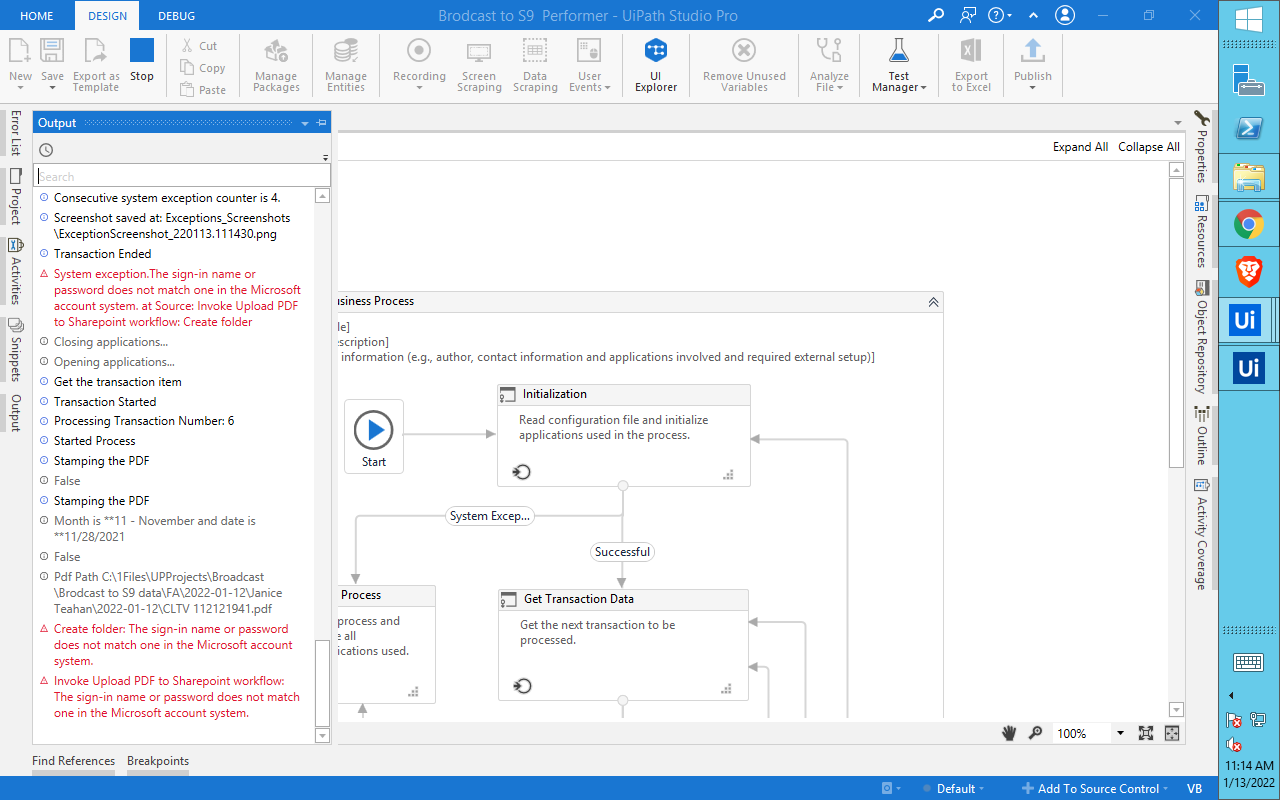 HOME
DESIGN
DEBUG
Brodcast to S9 Performer - UiPath Studio Pro
New
Save
Export as
Template
Stop
Cut
Copy
Paste
Manage
Packages
Manage
Entities
Recording
Screen
Scraping
Data
Scraping
User
Events
UI
Explorer
Remove Unused
Variables
Analyze
File
Test
Manager
Export
to Excel
Publish
Error List
Project
Activities
Snippets
Output
Output
Search
Consecutive system exception counter is 4.
Screenshot saved at: Exceptions_Screenshots
\ExceptionScreenshot_220113.111430.png
Transaction Ended
System exception.The sign-in name or
password does not match one in the Microsoft
account system. at Source: Invoke Upload PDF
to Sharepoint workflow: Create folder
Closing applications...
Opening applications...
Get the transaction item
Transaction Started
Processing Transaction Number: 6
Started Process
Stamping the PDF
False
Stamping the PDF
Month is **11 - November and date is
**11/28/2021
False
Pdf Path C:\1Files\UPProjects\Broadcast
\Brodcast to S9 data\FA\2022-01-12\Janice
Teahan\2022-01-12\CLTV 112121941.pdf
Create folder: The sign-in name or password
does not match one in the Microsoft account
system.
Invoke Upload PDF to Sharepoint workflow:
The sign-in name or password does not match
one in the Microsoft account system.
Find References
Breakpoints
Expand All
Collapse All
usiness Process
le]
escription]
information (e.g., author, contact information and applications involved and required external setup)]
Start
Initialization
Read configuration file and initialize
applications used in the process.
System Excep...
Successful
Process
process and
e all
ications used.
Get Transaction Data
Get the next transaction to be
processed.
100%
Properties
Resources
Object Repository
Outline
Activity Coverage
Default
Add To Source Control
VB
Ui
Ui
11:14 AM
1/13/2022